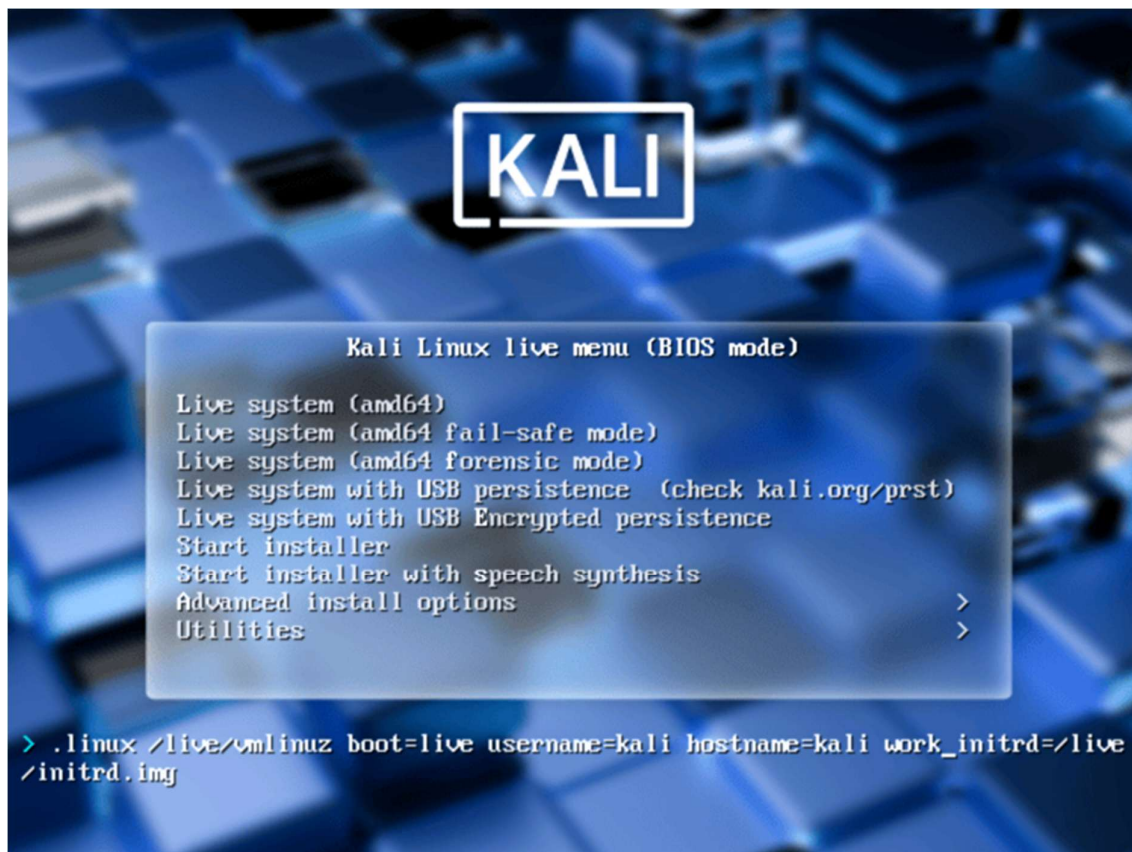 KALI
Kali Linux live menu (BIOS mode)
Live system (amd64)
Live system (amd64 fail-safe mode)
Live system (amd64 forensic mode)
Live system with USB persistence  (check kali.org/prst)
Live system with USB Encrypted persistence
Start installer
Start installer with speech synthesis
Advanced install options >
Utilities >
> .linux /live/vmlinuz boot=live username=kali hostname=kali work_initrd=/live
/initrd.img